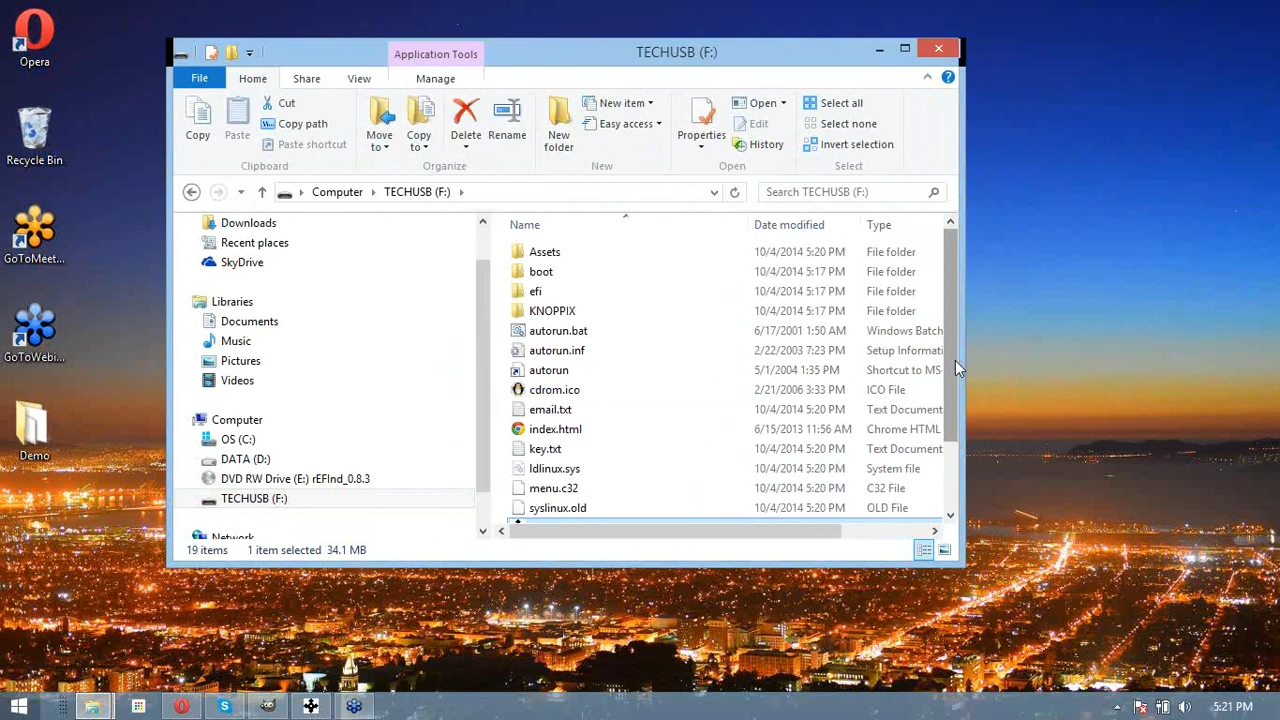 Opera
Recycle Bin
GoToMeet...
GoToWebi...
Demo
Application Tools
TECHUSB (F:)
File Home Share View Manage
Copy Paste Cut
Copy path
Paste shortcut
Clipboard
Move to Copy to Delete Rename
Organize
New folder New item
Easy access
New
Properties Open
Edit
History
Open
Select all
Select none
Invert selection
Select
Computer TECHUSB (F:)
Search TECHUSB (F:)
Downloads
Recent places
SkyDrive
Libraries
Documents
Music
Pictures
Videos
Computer
OS (C:)
DATA (D:)
DVD RW Drive (E:) rEFInd_0.8.3
TECHUSB (F:)
Network
Name Date modified Type
Assets 10/4/2014 5:20 PM File folder
boot 10/4/2014 5:17 PM File folder
efi 10/4/2014 5:17 PM File folder
KNOPPIX 10/4/2014 5:17 PM File folder
autorun.bat 6/17/2001 1:50 AM Windows Batch
autorun.inf 2/22/2003 7:23 PM Setup Informati
autorun 5/1/2004 1:35 PM Shortcut to MS-
cdrom.ico 2/21/2006 3:33 PM ICO File
email.txt 10/4/2014 5:20 PM Text Document
index.html 6/15/2013 11:56 AM Chrome HTML
key.txt 10/4/2014 5:20 PM Text Document
ldlinux.sys 10/4/2014 5:20 PM System file
menu.c32 10/4/2014 5:20 PM C32 File
syslinux.old 10/4/2014 5:20 PM OLD File
19 items 1 item selected 34.1 MB
5:21 PM